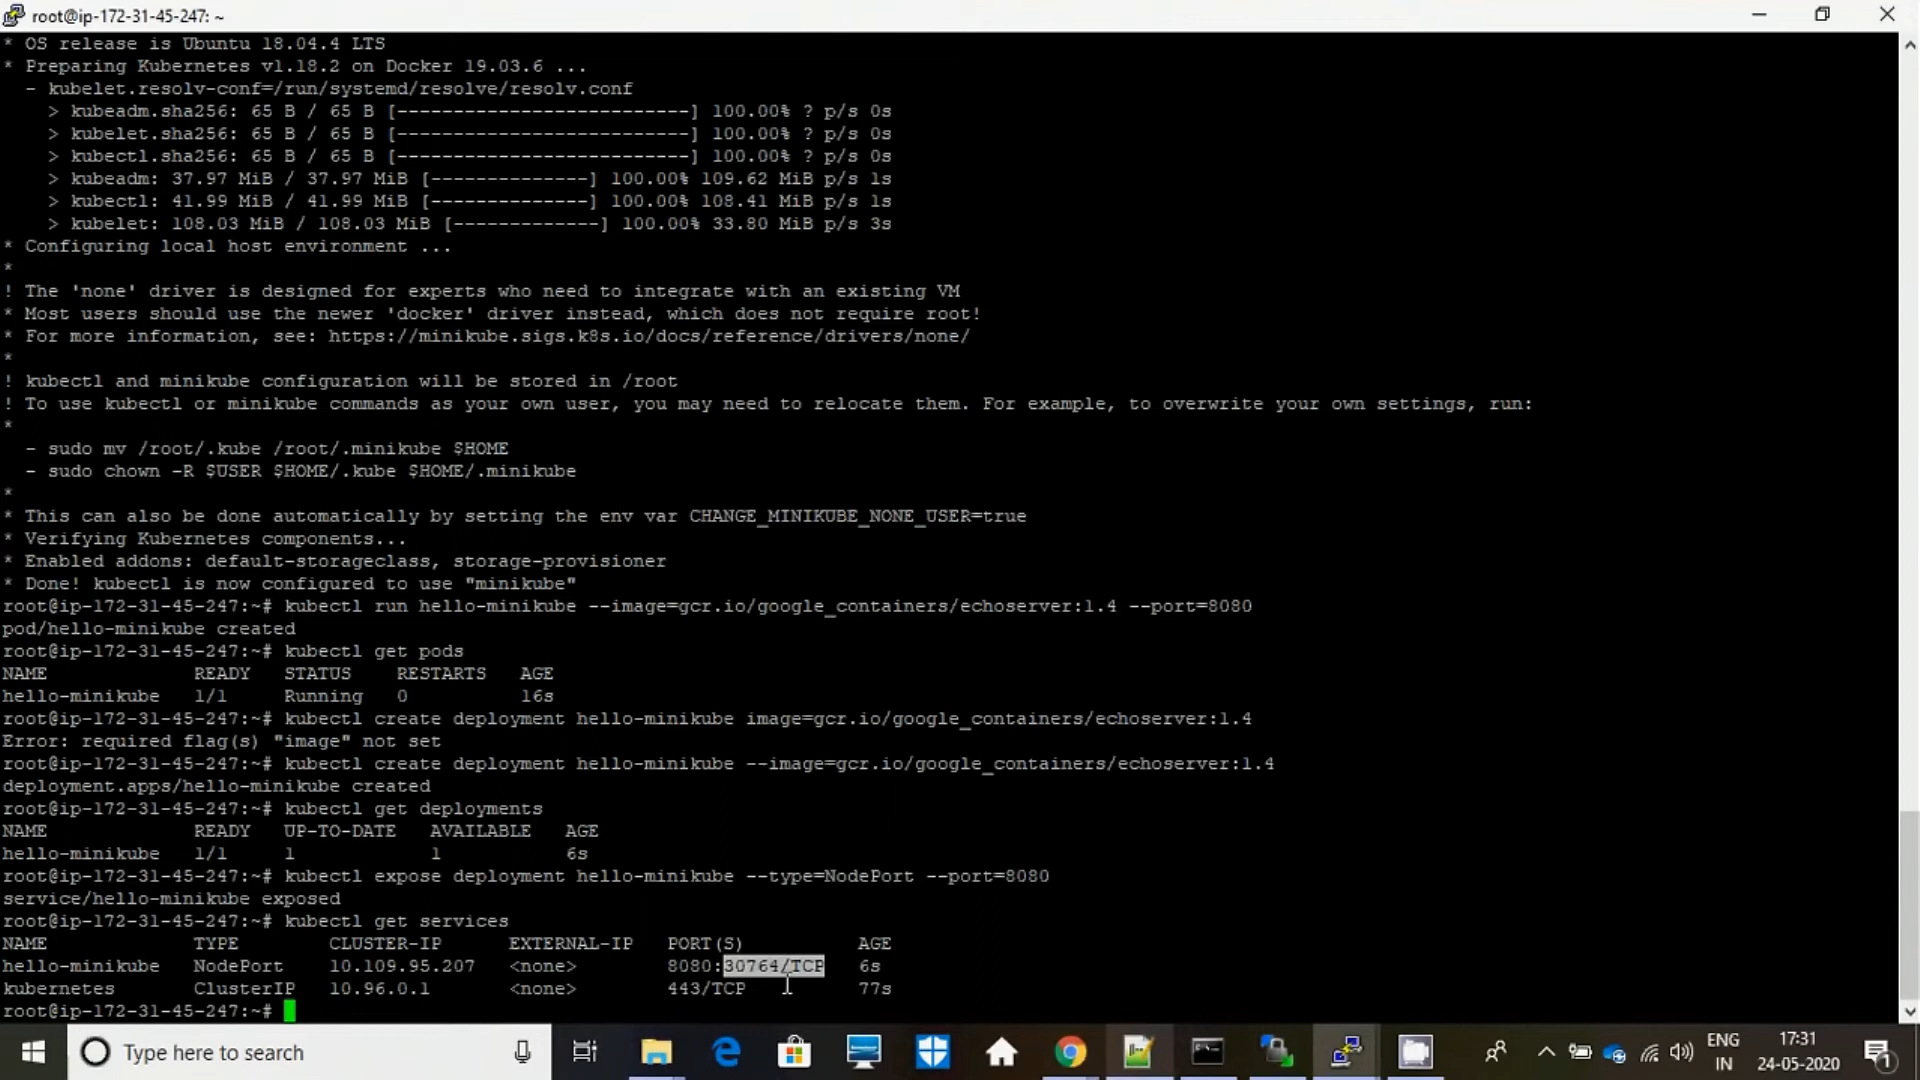 root@ip-172-31-45-247: ~
* OS release is Ubuntu 18.04.4 LTS
* Preparing Kubernetes v1.18.2 on Docker 19.03.6 ...
  - kubelet.resolv-conf=/run/systemd/resolve/resolv.conf
    > kubeadm.sha256: 65 B / 65 B [--------------------------] 100.00% ? p/s 0s
    > kubelet.sha256: 65 B / 65 B [--------------------------] 100.00% ? p/s 0s
    > kubectl.sha256: 65 B / 65 B [--------------------------] 100.00% ? p/s 0s
    > kubeadm: 37.97 MiB / 37.97 MiB [--------------] 100.00% 109.62 MiB p/s 1s
    > kubectl: 41.99 MiB / 41.99 MiB [--------------] 100.00% 108.41 MiB p/s 1s
    > kubelet: 108.03 MiB / 108.03 MiB [-------------] 100.00% 33.80 MiB p/s 3s
* Configuring local host environment ...
*
! The 'none' driver is designed for experts who need to integrate with an existing VM
* Most users should use the newer 'docker' driver instead, which does not require root!
* For more information, see: https://minikube.sigs.k8s.io/docs/reference/drivers/none/
*
! kubectl and minikube configuration will be stored in /root
! To use kubectl or minikube commands as your own user, you may need to relocate them. For example, to overwrite your own settings, run:
*
  - sudo mv /root/.kube /root/.minikube $HOME
  - sudo chown -R $USER $HOME/.kube $HOME/.minikube
*
* This can also be done automatically by setting the env var CHANGE_MINIKUBE_NONE_USER=true
* Verifying Kubernetes components...
* Enabled addons: default-storageclass, storage-provisioner
* Done! kubectl is now configured to use "minikube"
root@ip-172-31-45-247:~# kubectl run hello-minikube --image=gcr.io/google_containers/echoserver:1.4 --port=8080
pod/hello-minikube created
root@ip-172-31-45-247:~# kubectl get pods
NAME             READY   STATUS    RESTARTS   AGE
hello-minikube   1/1     Running   0          16s
root@ip-172-31-45-247:~# kubectl create deployment hello-minikube image=gcr.io/google_containers/echoserver:1.4
Error: required flag(s) "image" not set
root@ip-172-31-45-247:~# kubectl create deployment hello-minikube --image=gcr.io/google_containers/echoserver:1.4
deployment.apps/hello-minikube created
root@ip-172-31-45-247:~# kubectl get deployments
NAME             READY   UP-TO-DATE   AVAILABLE   AGE
hello-minikube   1/1     1            1           6s
root@ip-172-31-45-247:~# kubectl expose deployment hello-minikube --type=NodePort --port=8080
service/hello-minikube exposed
root@ip-172-31-45-247:~# kubectl get services
NAME             TYPE        CLUSTER-IP      EXTERNAL-IP   PORT(S)          AGE
hello-minikube   NodePort    10.109.95.207   <none>        8080:30764/TCP   6s
kubernetes       ClusterIP   10.96.0.1       <none>        443/TCP          77s
root@ip-172-31-45-247:~#
Type here to search
ENG
IN
17:31
24-05-2020
1